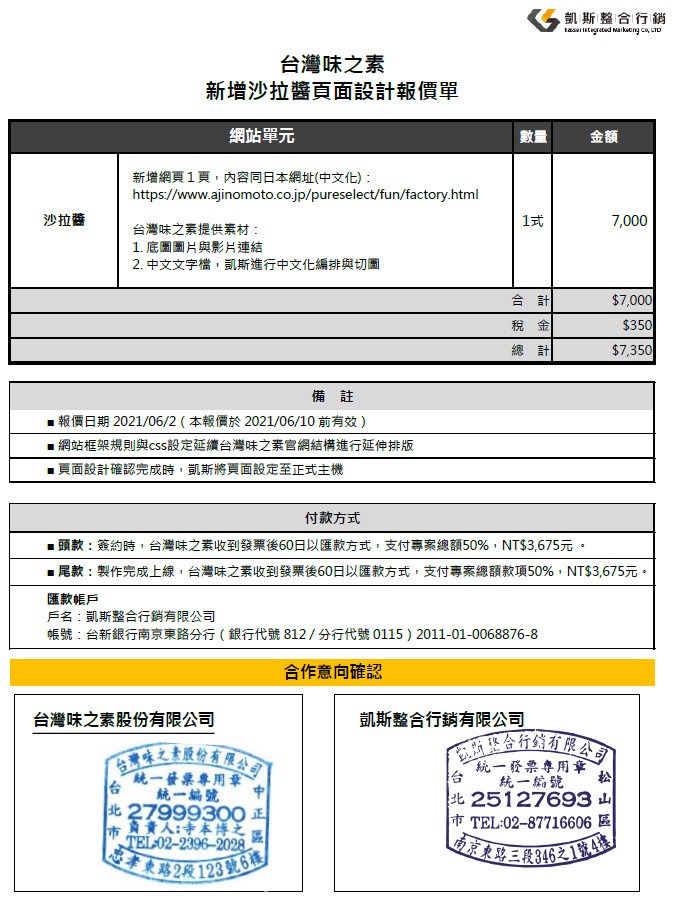 凱斯整合行銷
Kasser Integrated Marketing Co., LTD
台灣味之素
新增沙拉醬頁面設計報價單
網站單元 數量 金額
沙拉醬
新增網頁 1 頁，內容同日本網址(中文化)：
https://www.ajinomoto.co.jp/pureselect/fun/factory.html
台灣味之素提供素材：
1. 底圖圖片與影片連結
2. 中文文字檔，凱斯進行中文化編排與切圖
1式
7,000
合 計 $7,000
稅 金 $350
總 計 $7,350
備 註
■ 報價日期 2021/06/2（本報價於 2021/06/10 前有效）
■ 網站框架規則與css設定延續台灣味之素官網結構進行延伸排版
■ 頁面設計確認完成時，凱斯將頁面設定至正式主機
付款方式
■ 頭款：簽約時，台灣味之素收到發票後60日以匯款方式，支付專案總額50%，NT$3,675元 。
■ 尾款：製作完成上線，台灣味之素收到發票後60日以匯款方式，支付專案總額款項50%，NT$3,675元。
匯款帳戶
戶名：凱斯整合行銷有限公司
帳號：台新銀行南京東路分行（銀行代號 812 / 分行代號 0115）2011-01-0068876-8
合作意向確認
台灣味之素股份有限公司
台灣味之素股份有限公司
統一發票專用章
統一編號
27999300
負責人:寺本博之
TEL:02-2396-2028
台北市中正區
忠孝東路2段123號6樓
凱斯整合行銷有限公司
凱斯整合行銷有限公司
統一發票專用章
統一編號
25127693
TEL:02-87716606
台北市松山區
南京東路三段346之1號4樓